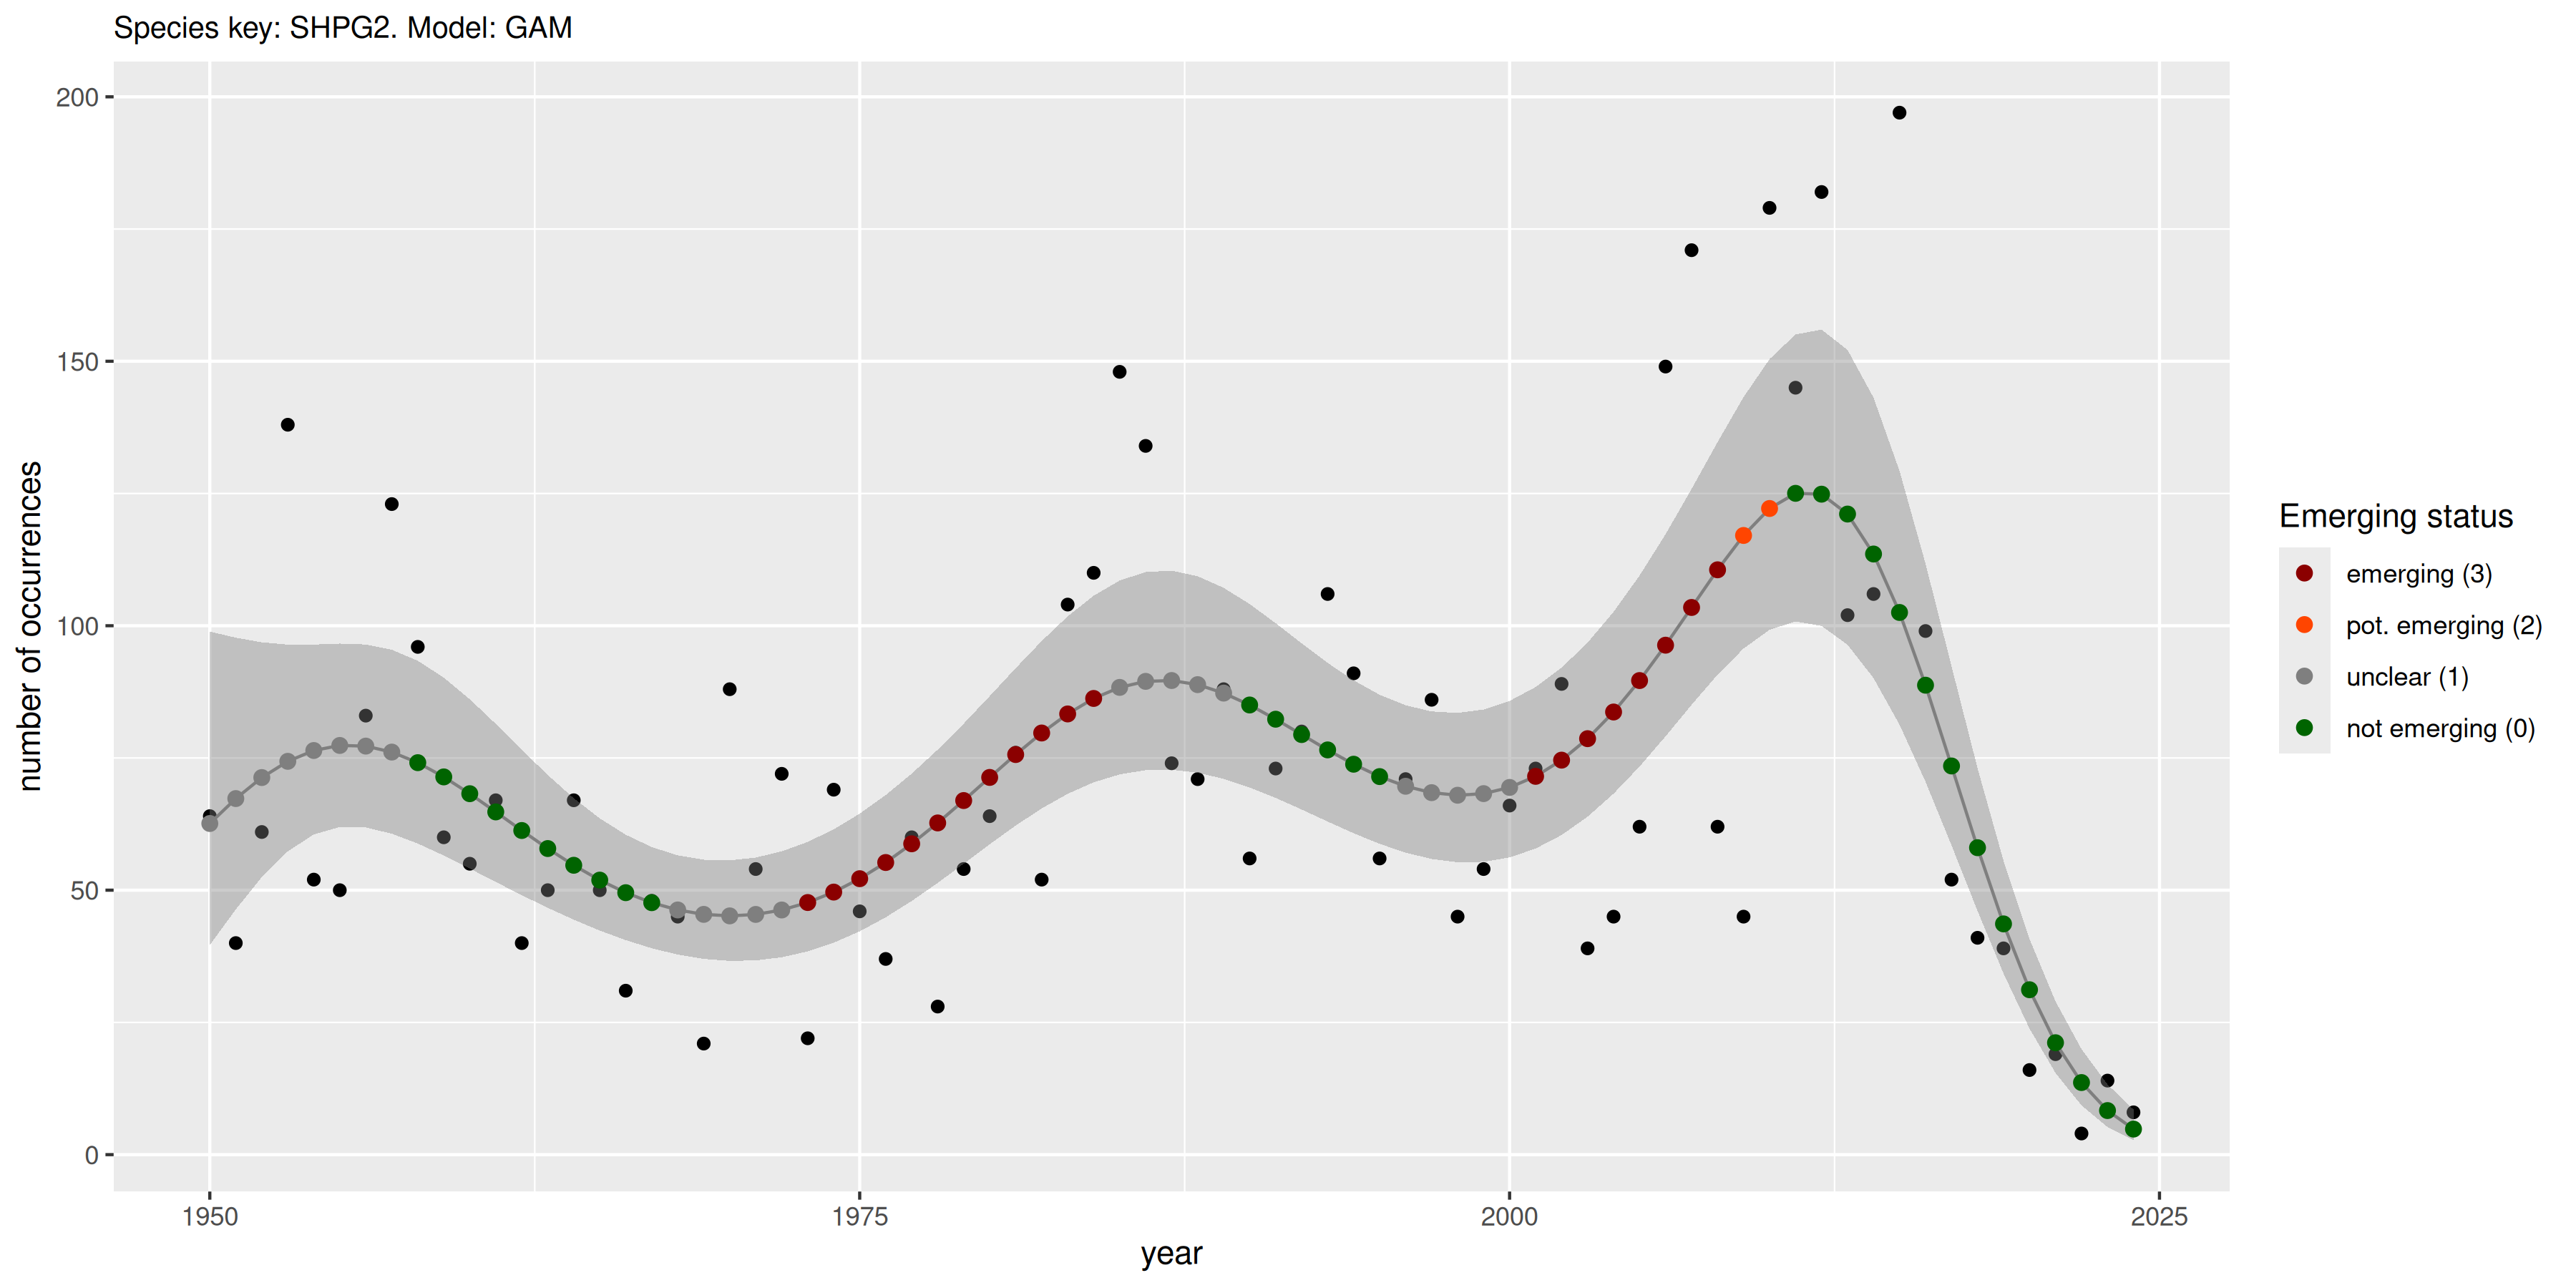 Species key: SHPG2. Model: GAM
200
150
100
50
0
number of occurrences
1950
1975
2000
2025
year
Emerging status
emerging (3)
pot. emerging (2)
unclear (1)
not emerging (0)